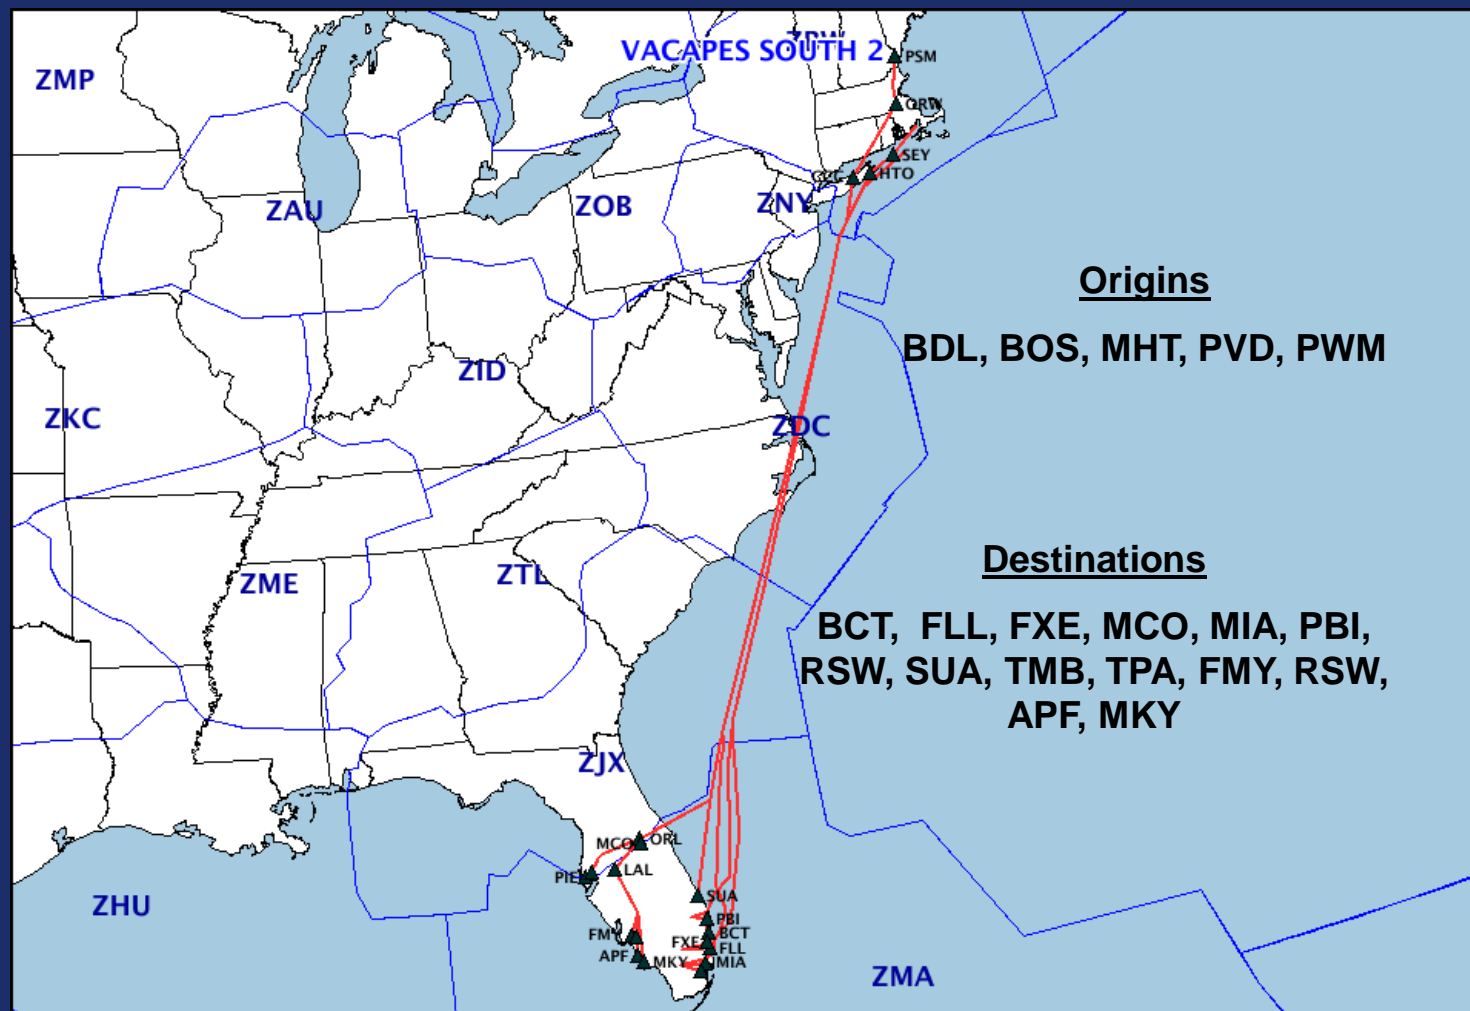 VACAPES SOUTH 2
ZMP
PSM
ORW
SEY
HTO
ZAU
ZOB
ZNY
Origins
BDL, BOS, MHT, PVD, PWM
ZID
ZKC
ZDC
Destinations
ZME
ZTL
BCT, FLL, FXE, MCO, MIA, PBI,
RSW, SUA, TMB, TPA, FMY, RSW,
APF, MKY
ZJX
MCO
ORL
PIE
LAL
ZHU
SUA
PBI
BCT
FM
FXE
FLL
APF
MKY
MIA
ZMA